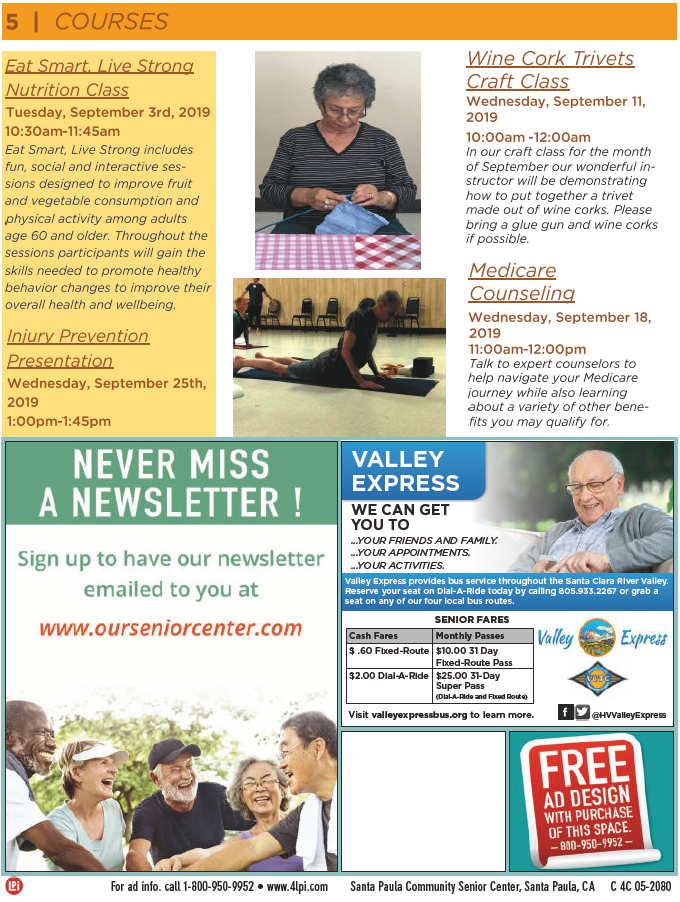 5 | COURSES
Eat Smart, Live Strong
Nutrition Class
Tuesday, September 3rd, 2019
10:30am-11:45am
Eat Smart, Live Strong includes
fun, social and interactive ses-
sions designed to improve fruit
and vegetable consumption and
physical activity among adults
age 60 and older. Throughout the
sessions participants will gain the
skills needed to promote healthy
behavior changes to improve their
overall health and wellbeing.
Injury Prevention
Presentation
Wednesday, September 25th,
2019
1:00pm-1:45pm
Wine Cork Trivets
Craft Class
Wednesday, September 11,
2019
10:00am -12:00am
In our craft class for the month
of September our wonderful in-
structor will be demonstrating
how to put together a trivet
made out of wine corks. Please
bring a glue gun and wine corks
if possible.
Medicare
Counseling
Wednesday, September 18,
2019
11:00am-12:00pm
Talk to expert counselors to
help navigate your Medicare
journey while also learning
about a variety of other bene-
fits you may qualify for.
NEVER MISS
A NEWSLETTER !
Sign up to have our newsletter
emailed to you at
www.ourseniorcenter.com
VALLEY
EXPRESS
WE CAN GET
YOU TO
...YOUR FRIENDS AND FAMILY.
...YOUR APPOINTMENTS.
...YOUR ACTIVITIES.
Valley Express provides bus service throughout the Santa Clara River Valley.
Reserve your seat on Dial-A-Ride today by calling 805.933.2267 or grab a
seat on any of our four local bus routes.
SENIOR FARES
Cash Fares Monthly Passes
$ .60 Fixed-Route $10.00 31 Day
Fixed-Route Pass
$2.00 Dial-A-Ride $25.00 31-Day
Super Pass
(Dial-A-Ride and Fixed Route)
Valley Express
VCTC
Visit valleyexpressbus.org to learn more.
@HVValleyExpress
FREE
AD DESIGN
WITH PURCHASE
OF THIS SPACE.
– 800-950-9952 –
LPi
For ad info. call 1-800-950-9952 • www.4lpi.com Santa Paula Community Senior Center, Santa Paula, CA C 4C 05-2080